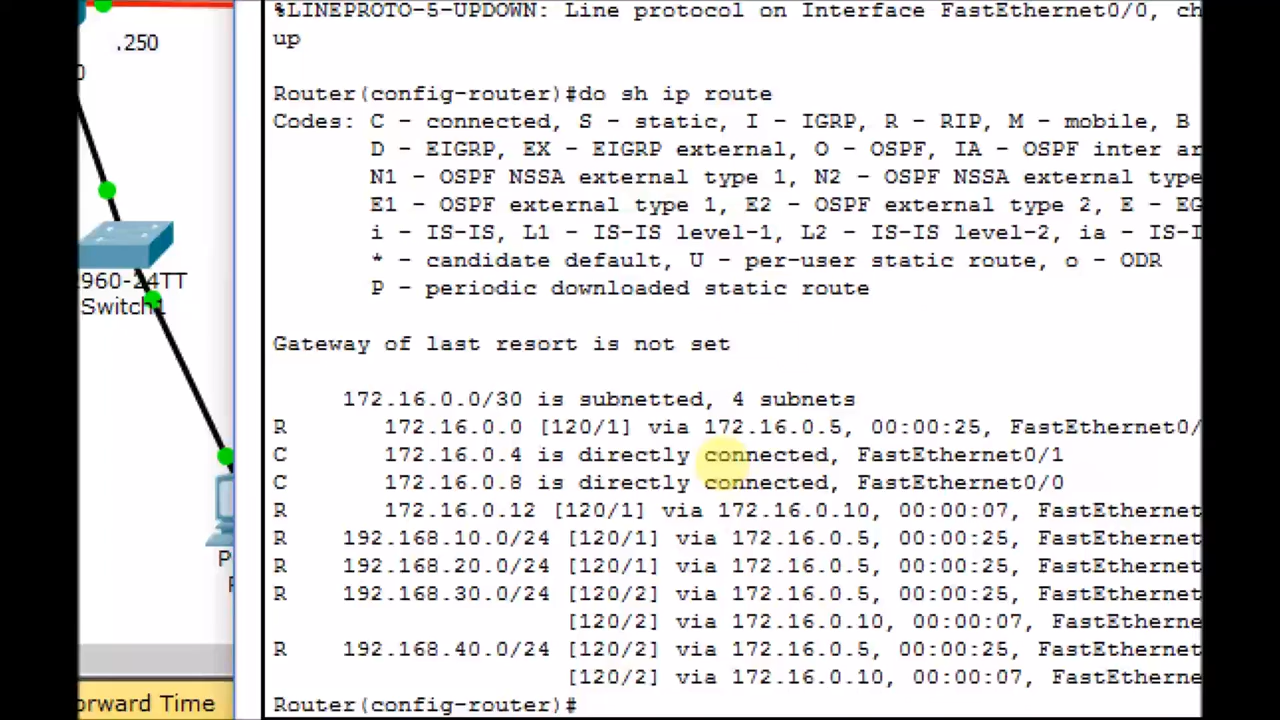 %LINEPROTO-5-UPDOWN: Line protocol on Interface FastEthernet0/0, ch
up
.250
0
Router(config-router)#do sh ip route
Codes: C - connected, S - static, I - IGRP, R - RIP, M - mobile, B
D - EIGRP, EX - EIGRP external, O - OSPF, IA - OSPF inter ar
N1 - OSPF NSSA external type 1, N2 - OSPF NSSA external type
E1 - OSPF external type 1, E2 - OSPF external type 2, E - EG
i - IS-IS, L1 - IS-IS level-1, L2 - IS-IS level-2, ia - IS-I
* - candidate default, U - per-user static route, o - ODR
P - periodic downloaded static route
960-24TT
Switch1
Gateway of last resort is not set
172.16.0.0/30 is subnetted, 4 subnets
R 172.16.0.0 [120/1] via 172.16.0.5, 00:00:25, FastEthernet0/
C 172.16.0.4 is directly connected, FastEthernet0/1
C 172.16.0.8 is directly connected, FastEthernet0/0
R 172.16.0.12 [120/1] via 172.16.0.10, 00:00:07, FastEthernet
R 192.168.10.0/24 [120/1] via 172.16.0.5, 00:00:25, FastEthernet
R 192.168.20.0/24 [120/1] via 172.16.0.5, 00:00:25, FastEthernet
R 192.168.30.0/24 [120/2] via 172.16.0.5, 00:00:25, FastEthernet
[120/2] via 172.16.0.10, 00:00:07, FastEtherne
R 192.168.40.0/24 [120/2] via 172.16.0.5, 00:00:25, FastEthernet
[120/2] via 172.16.0.10, 00:00:07, FastEtherne
Router(config-router)#
P
orward Time